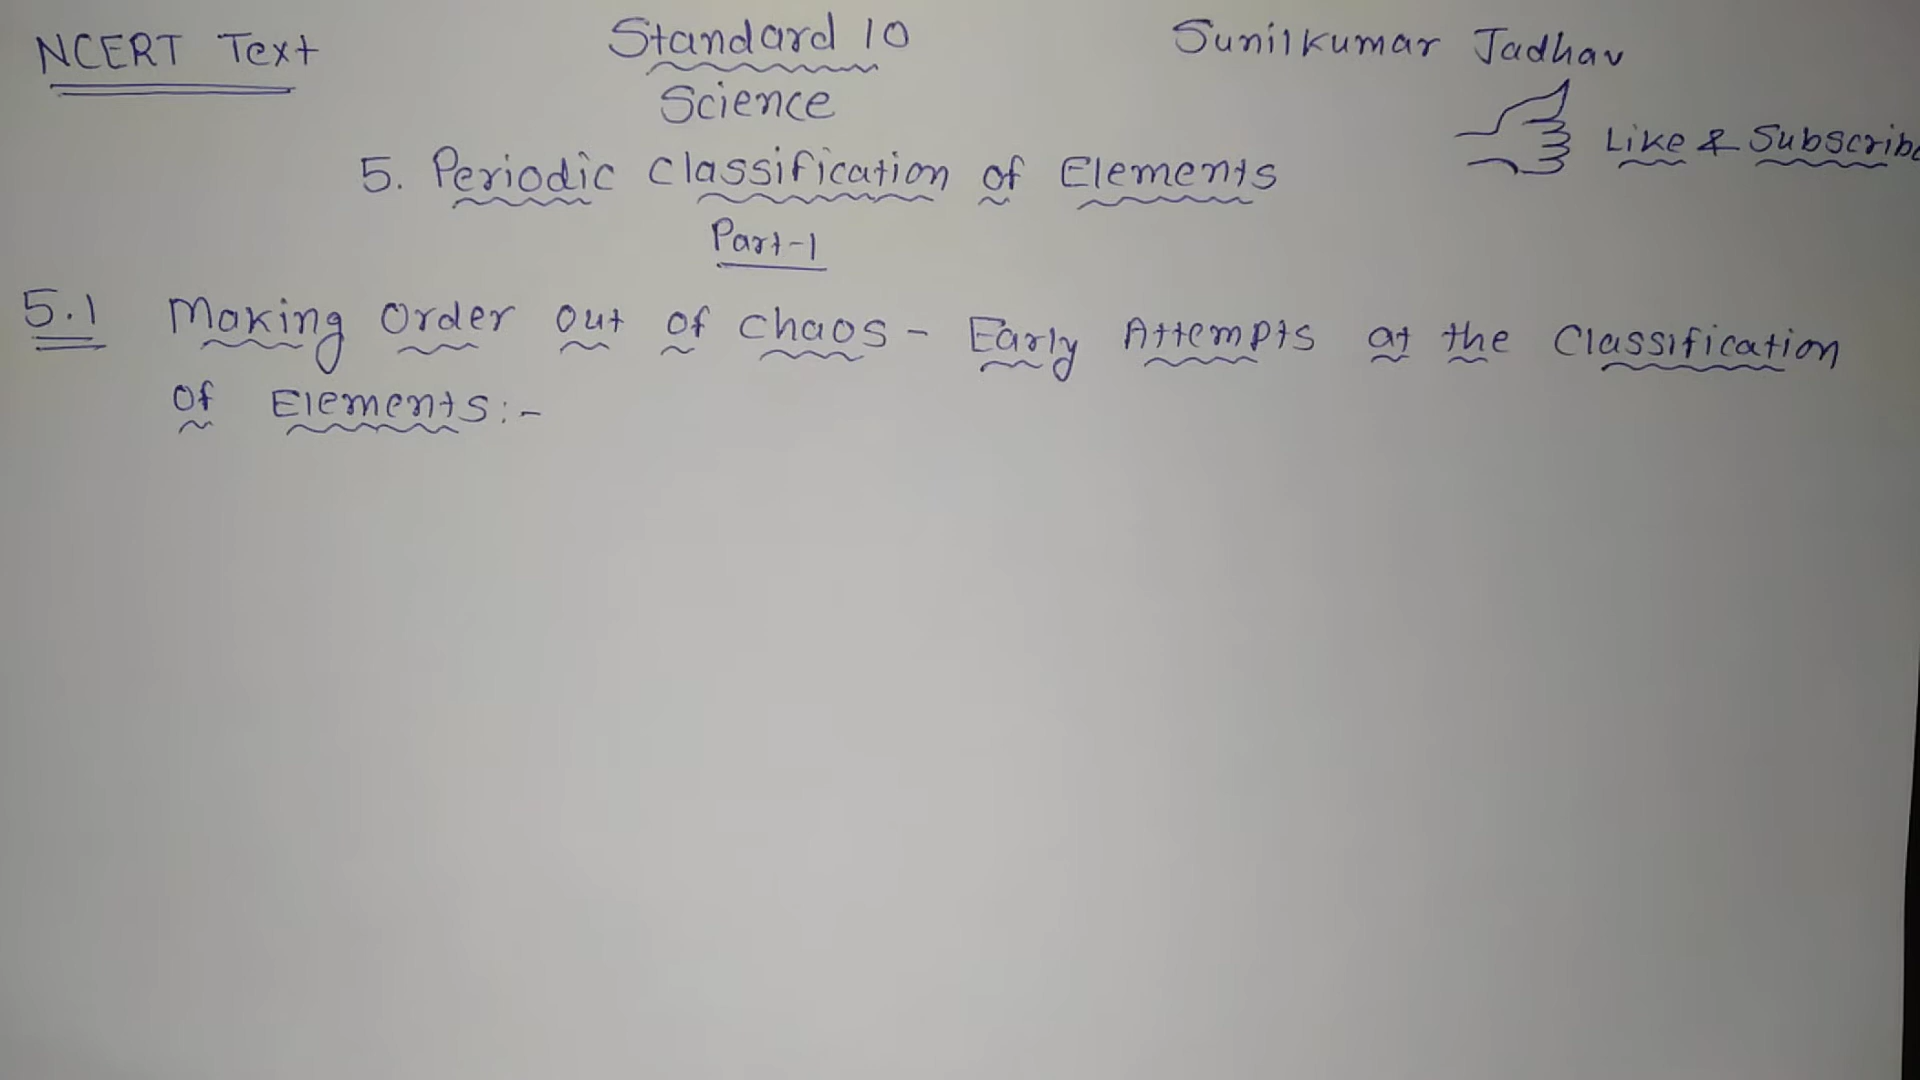 NCERT Text
Standard 10
Science
Sunilkumar Jadhav
Like & Subscribe
5. Periodic Classification of Elements
Part-1
5.1 Making Order out of Chaos - Early Attempts at the Classification
of Elements:-